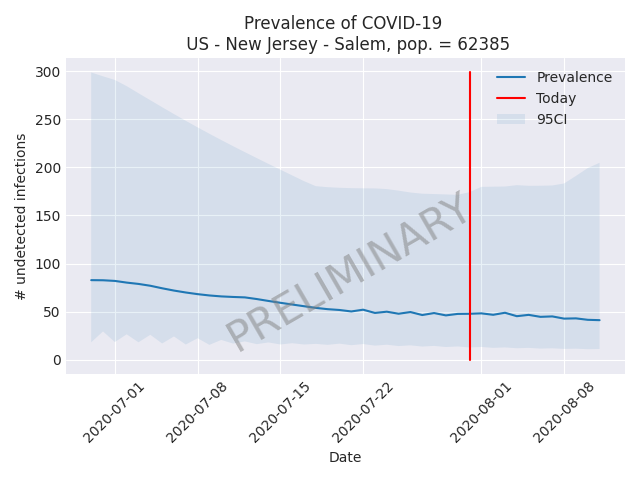 Prevalence of COVID-19
US - New Jersey - Salem, pop. = 62385
300
250
200
150
100
50
0
# undetected infections
Prevalence
Today
95CI
PRELIMINARY
2020-07-01
2020-07-08
2020-07-15
2020-07-22
2020-08-01
2020-08-08
Date